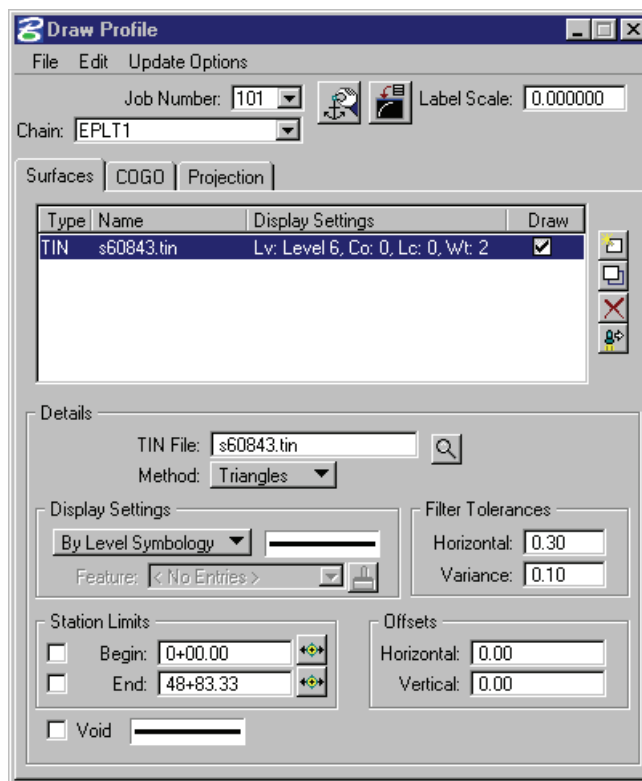 Draw Profile
File Edit Update Options
Job Number: 101 Label Scale: 0.000000
Chain: EPLT1
Surfaces COGO Projection
Type Name Display Settings Draw
TIN s60843.tin Lv: Level 6, Co: 0, Lc: 0, Wt: 2
Details
TIN File: s60843.tin
Method: Triangles
Display Settings Filter Tolerances
By Level Symbology Horizontal: 0.30
Feature: < No Entries > Variance: 0.10
Station Limits Offsets
Begin: 0+00.00 Horizontal: 0.00
End: 48+83.33 Vertical: 0.00
Void